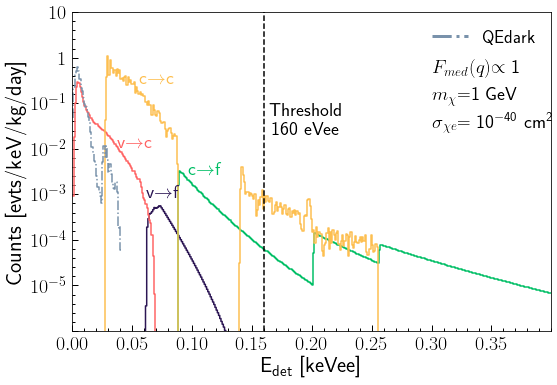 10
1
10⁻¹
10⁻²
10⁻³
10⁻⁴
10⁻⁵
Counts [evts/keV/kg/day]
QEdark
F_med(q)∝ 1
m_χ=1 GeV
σ_χe= 10⁻⁴⁰ cm²
c→c
Threshold
160 eVee
v→c
c→f
v→f
0.00 0.05 0.10 0.15 0.20 0.25 0.30 0.35
E_det [keVee]